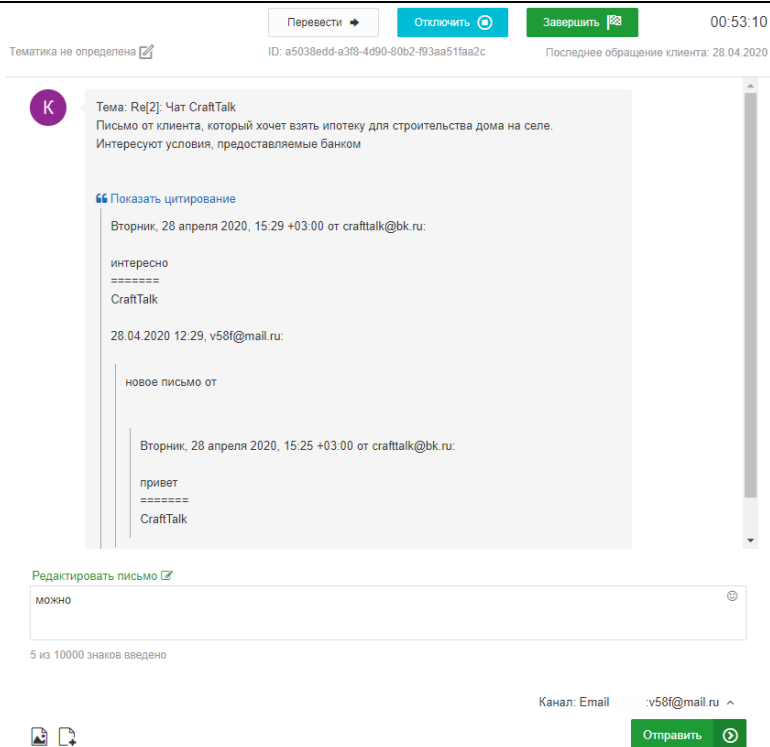 Перевести
Отключить
Завершить
00:53:10
Тематика не определена
ID: a5038edd-a3f8-4d90-80b2-f93aa51faa2c
Последнее обращение клиента: 28.04.2020
К
Тема: Re[2]: Чат CraftTalk
Письмо от клиента, который хочет взять ипотеку для строительства дома на селе.
Интересуют условия, предоставляемые банком
Показать цитирование
Вторник, 28 апреля 2020, 15:29 +03:00 от crafttalk@bk.ru:
интересно
=======
CraftTalk
28.04.2020 12:29, v58f@mail.ru:
новое письмо от
Вторник, 28 апреля 2020, 15:25 +03:00 от crafttalk@bk.ru:
привет
=======
CraftTalk
Редактировать письмо
можно
5 из 10000 знаков введено
Канал: Email :v58f@mail.ru
Отправить